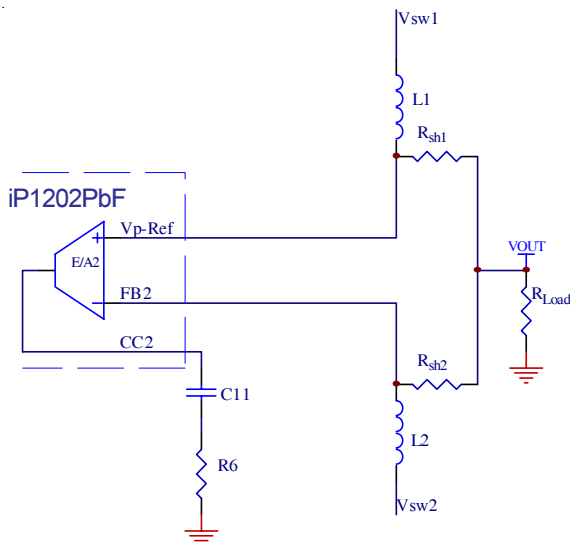 Vsw1
L1
Rsh1
iP1202PbF
Vp-Ref
E/A2
VOUT
FB2
RLoad
CC2
Rsh2
C11
L2
R6
Vsw2